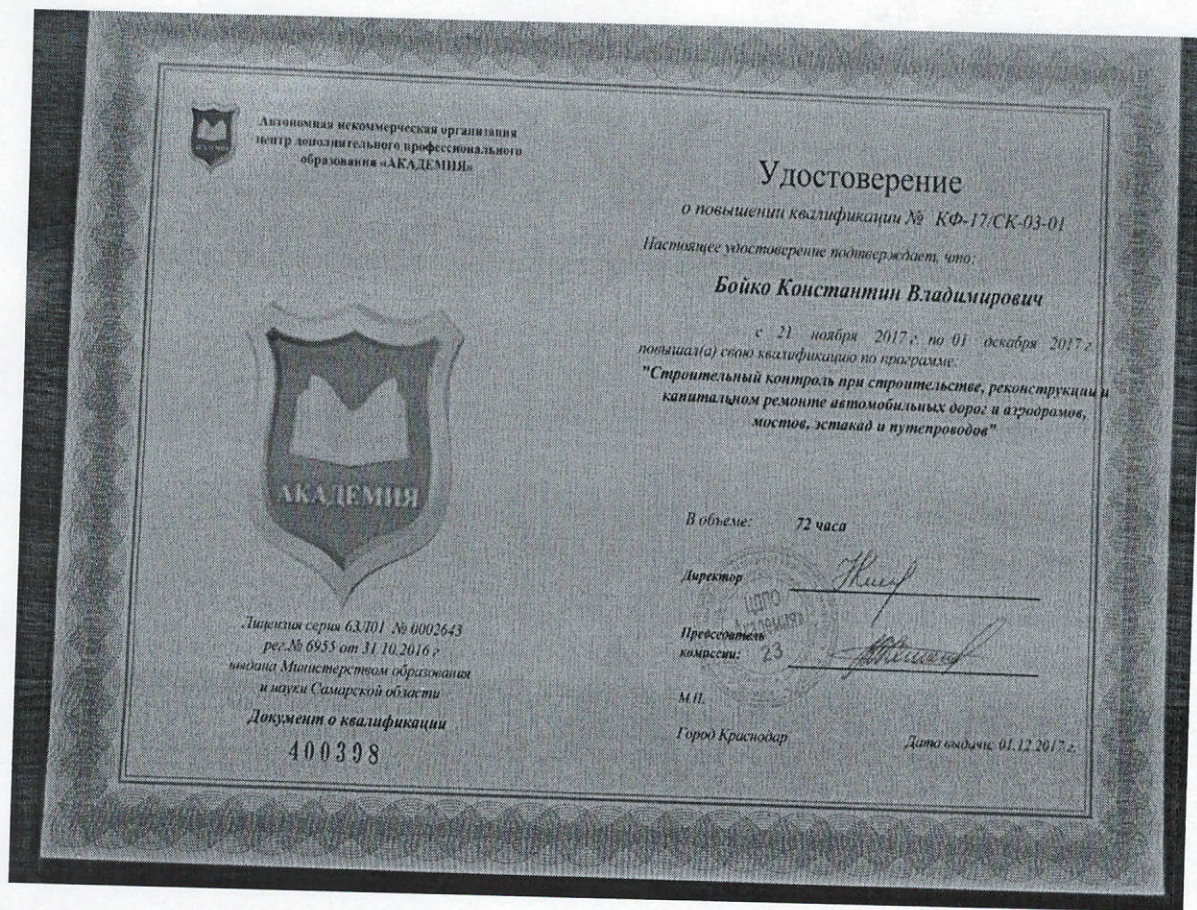 Автономная некоммерческая организация
центр дополнительного профессионального
образования «АКАДЕМИЯ»
АКАДЕМИЯ
Лицензия серия 63Л01 № 0002643
рег.№ 6955 от 31.10.2016 г
выдана Министерством образования
и науки Самарской области
Документ о квалификации
400398
Удостоверение
о повышении квалификации № КФ-17/СК-03-01
Настоящее удостоверение подтверждает, что:
Бойко Константин Владимирович
с 21 ноября 2017 г. по 01 декабря 2017 г.
повышал(а) свою квалификацию по программе:
"Строительный контроль при строительстве, реконструкции и
капитальном ремонте автомобильных дорог и аэродромов,
мостов, эстакад и путепроводов"
В объеме: 72 часа
Директор
ЦДПО
Председатель
комиссии: 23
М.П.
Город Краснодар Дата выдачи: 01.12.2017 г.